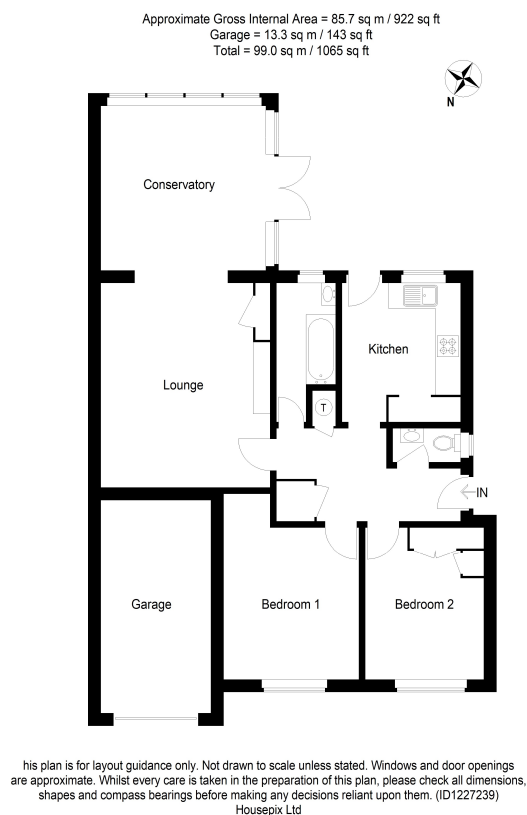 Approximate Gross Internal Area = 85.7 sq m / 922 sq ft
Garage = 13.3 sq m / 143 sq ft
Total = 99.0 sq m / 1065 sq ft
N
Conservatory
Kitchen
Lounge
T
IN
Garage
Bedroom 1
Bedroom 2
his plan is for layout guidance only. Not drawn to scale unless stated. Windows and door openings
are approximate. Whilst every care is taken in the preparation of this plan, please check all dimensions,
shapes and compass bearings before making any decisions reliant upon them. (ID1227239)
Housepix Ltd